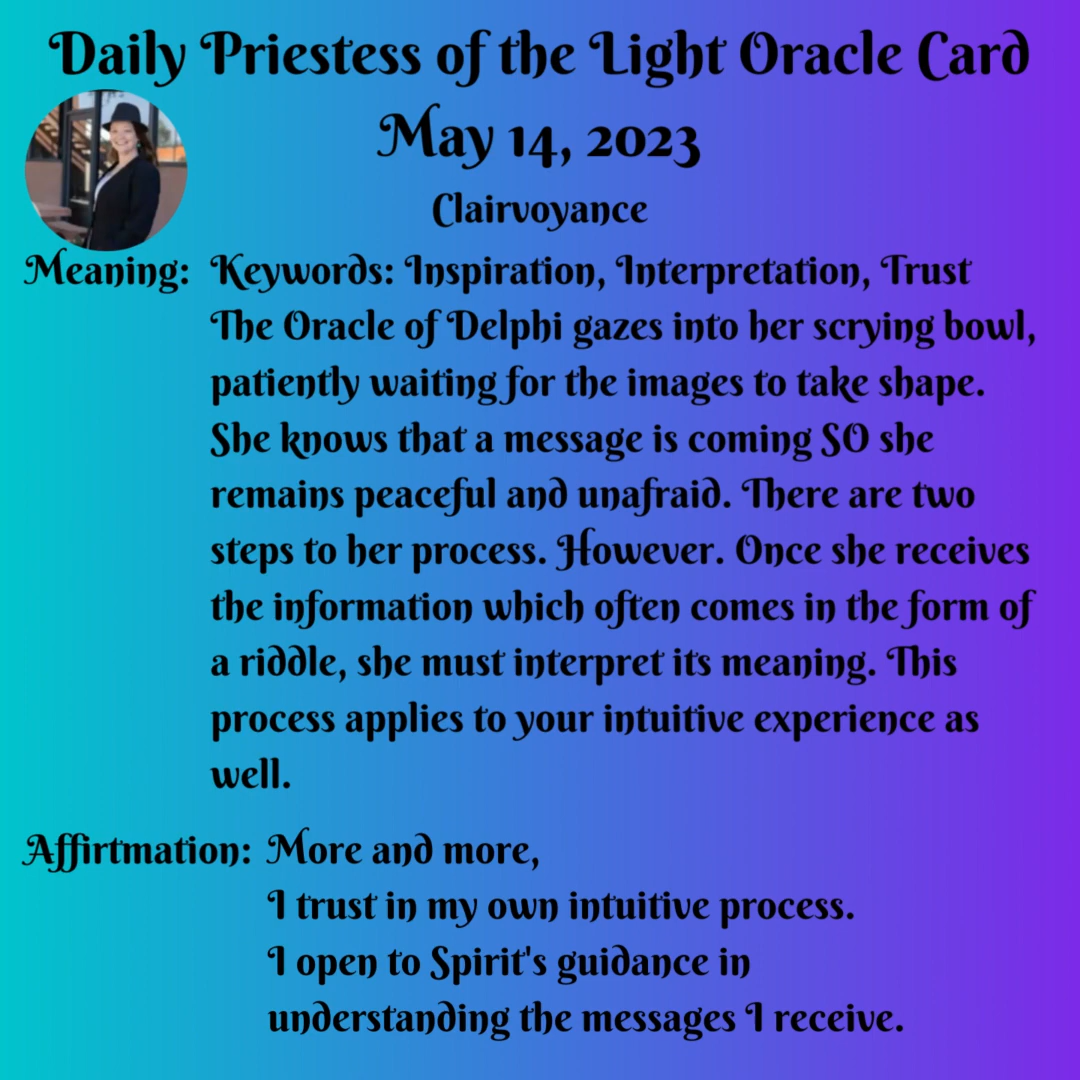 Daily Priestess of the Light Oracle Card
May 14, 2023
Clairvoyance
Meaning: Keywords: Inspiration, Interpretation, Trust
The Oracle of Delphi gazes into her scrying bowl,
patiently waiting for the images to take shape.
She knows that a message is coming SO she
remains peaceful and unafraid. There are two
steps to her process. However. Once she receives
the information which often comes in the form of
a riddle, she must interpret its meaning. This
process applies to your intuitive experience as
well.
Affirtmation: More and more,
I trust in my own intuitive process.
I open to Spirit's guidance in
understanding the messages I receive.